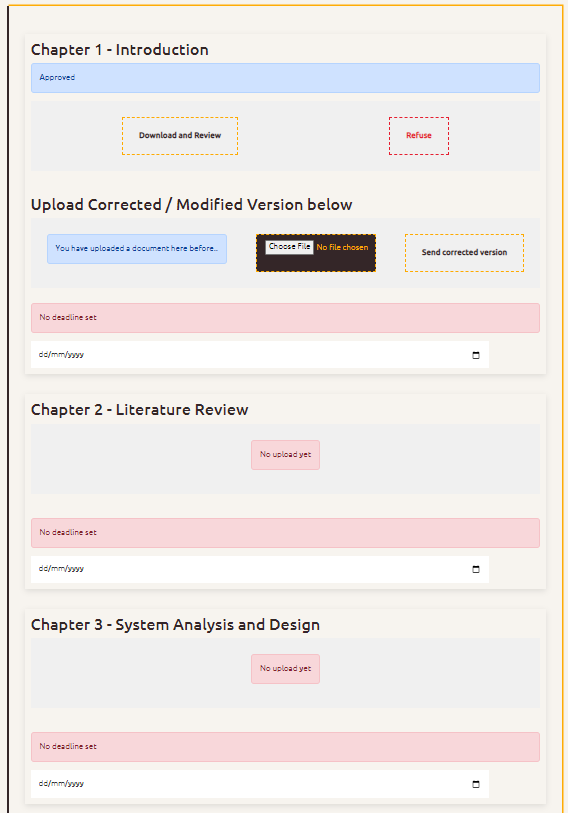 Chapter 1 - Introduction
Approved
Download and Review
Refuse
Upload Corrected / Modified Version below
You have uploaded a document here before..
Choose File No file chosen
Send corrected version
No deadline set
dd/mm/yyyy
Chapter 2 - Literature Review
No upload yet
No deadline set
dd/mm/yyyy
Chapter 3 - System Analysis and Design
No upload yet
No deadline set
dd/mm/yyyy